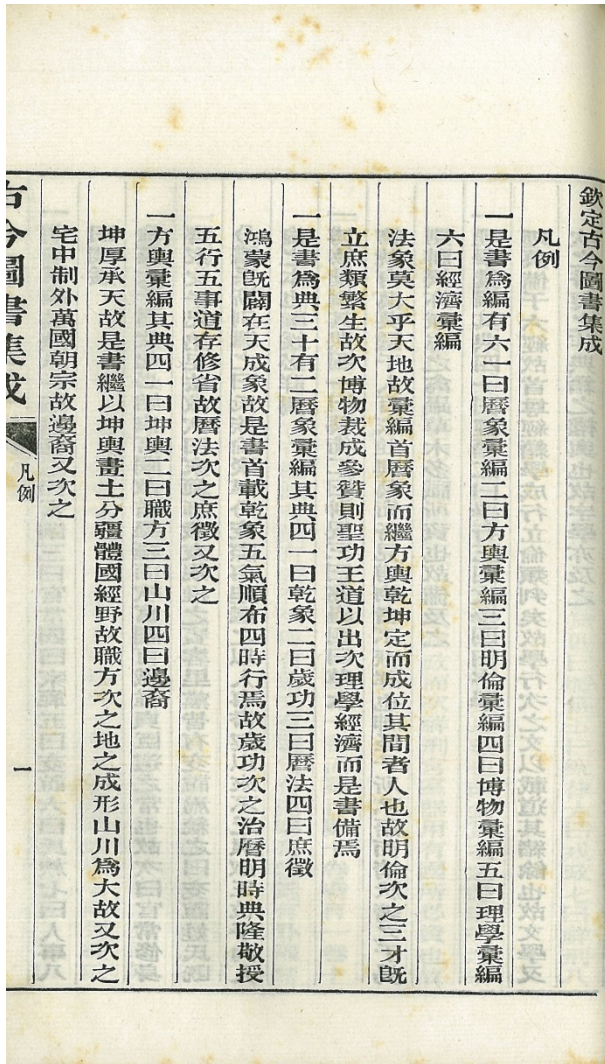 欽定古今圖書集成
凡例
一是書爲編有六一曰曆象彙編二曰方輿彙編三曰明倫彙編四曰博物彙編五曰理學彙編
六曰經濟彙編
法象莫大乎天地故彙編首曆象而繼方輿乾坤定而成位其間者人也故明倫次之三才旣
立庶類繁生故次博物裁成參贊則聖功王道以出次理學經濟而是書備焉
一是書爲典三十有二曆象彙編其典四一曰乾象二曰歲功三曰曆法四曰庶徵
鴻蒙旣闢在天成象故是書首載乾象五氣順布四時行焉故歲功次之治曆明時典隆敬授
五行五事道存修省故曆法次之庶徵又次之
一方輿彙編其典四一曰坤輿二曰職方三曰山川四曰邊裔
坤厚承天故是書繼以坤輿畫土分疆體國經野故職方次之地之成形山川爲大故又次之
宅中制外萬國朝宗故邊裔又次之
古今圖書集成
凡例
一